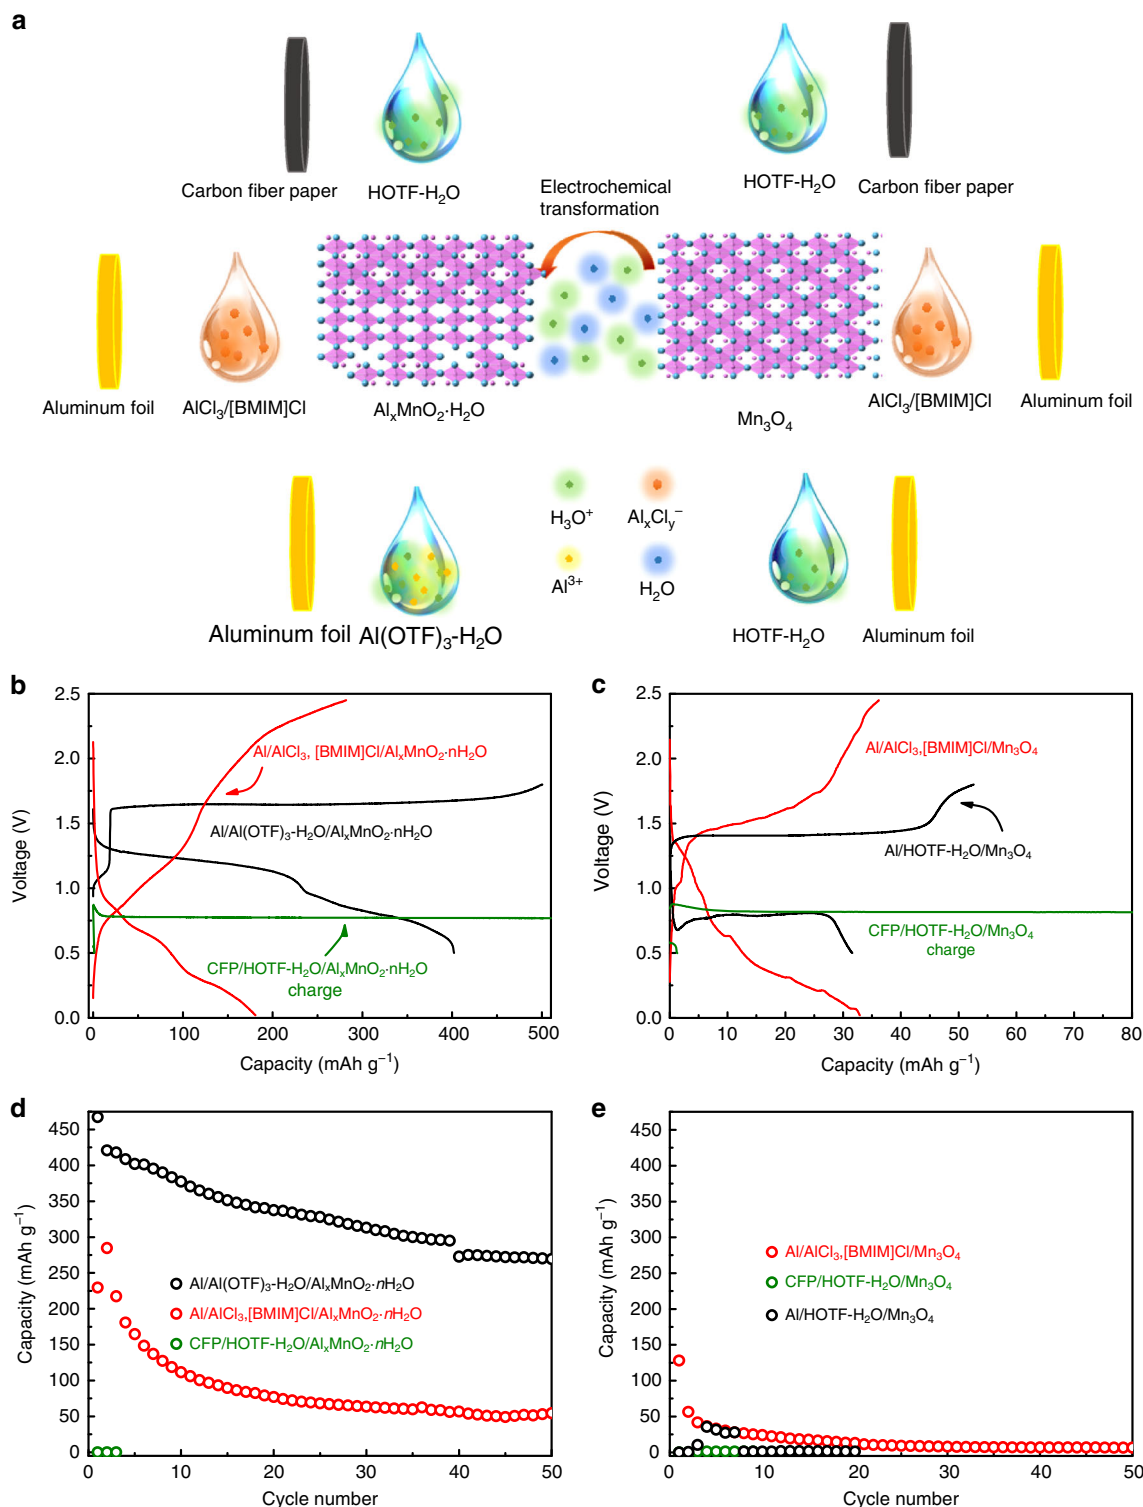 a
Carbon fiber paper
HOTF-H₂O
Electrochemical
transformation
HOTF-H₂O
Carbon fiber paper
Aluminum foil
AlCl₃/[BMIM]Cl
AlₓMnO₂·H₂O
Mn₃O₄
AlCl₃/[BMIM]Cl
Aluminum foil
H₃O⁺
AlₓCl_y⁻
Al³⁺
H₂O
Aluminum foil
Al(OTF)₃-H₂O
HOTF-H₂O
Aluminum foil
b
2.5
2.0
1.5
1.0
0.5
0.0
Voltage (V)
Al/AlCl₃, [BMIM]Cl/AlₓMnO₂·nH₂O
Al/Al(OTF)₃-H₂O/AlₓMnO₂·nH₂O
CFP/HOTF-H₂O/AlₓMnO₂·nH₂O
charge
0 100 200 300 400 500
Capacity (mAh g⁻¹)
c
2.5
2.0
1.5
1.0
0.5
0.0
Voltage (V)
Al/AlCl₃,[BMIM]Cl/Mn₃O₄
Al/HOTF-H₂O/Mn₃O₄
CFP/HOTF-H₂O/Mn₃O₄
charge
0 10 20 30 40 50 60 70 80
Capacity (mAh g⁻¹)
d
450
400
350
300
250
200
150
100
50
0
Capacity (mAh g⁻¹)
Al/Al(OTF)₃-H₂O/AlₓMnO₂·nH₂O
Al/AlCl₃,[BMIM]Cl/AlₓMnO₂·nH₂O
CFP/HOTF-H₂O/AlₓMnO₂·nH₂O
0 10 20 30 40 50
Cycle number
e
450
400
350
300
250
200
150
100
50
0
Capacity (mAh g⁻¹)
Al/AlCl₃,[BMIM]Cl/Mn₃O₄
CFP/HOTF-H₂O/Mn₃O₄
Al/HOTF-H₂O/Mn₃O₄
0 10 20 30 40 50
Cycle number